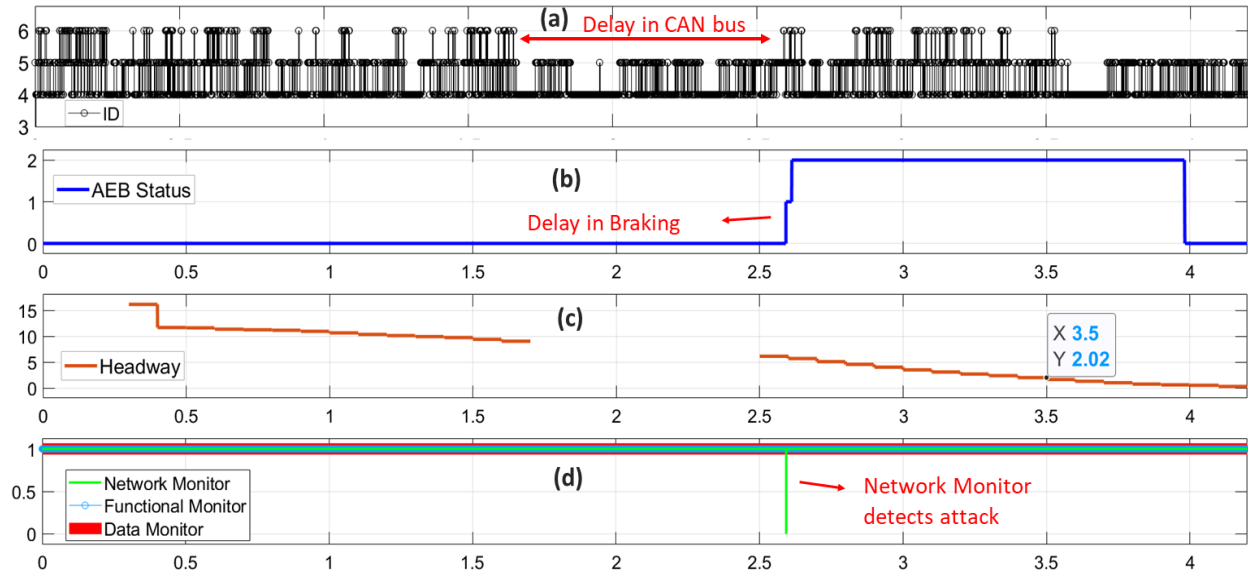 (a)
Delay in CAN bus
6
5
4
3
ID
(b)
AEB Status
Delay in Braking
2
1
0
0 0.5 1 1.5 2 2.5 3 3.5 4
(c)
Headway
X 3.5
Y 2.02
15
10
5
0
0 0.5 1 1.5 2 2.5 3 3.5 4
(d)
Network Monitor
Functional Monitor
Data Monitor
Network Monitor
detects attack
1
0.5
0
0 0.5 1 1.5 2 2.5 3 3.5 4